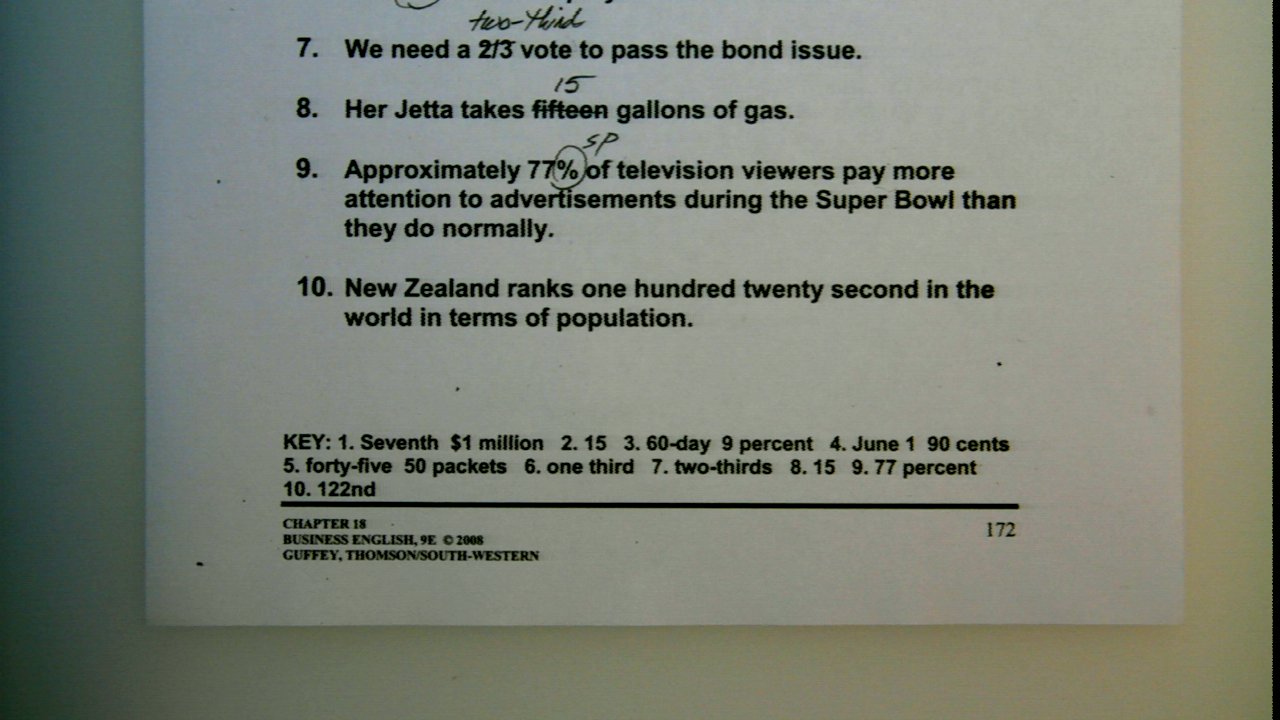 two-third
7. We need a 2/3 vote to pass the bond issue.
15
8. Her Jetta takes fifteen gallons of gas.
SP
9. Approximately 77% of television viewers pay more
attention to advertisements during the Super Bowl than
they do normally.
10. New Zealand ranks one hundred twenty second in the
world in terms of population.
KEY: 1. Seventh $1 million 2. 15 3. 60-day 9 percent 4. June 1 90 cents
5. forty-five 50 packets 6. one third 7. two-thirds 8. 15 9. 77 percent
10. 122nd
CHAPTER 18
172
BUSINESS ENGLISH, 9E © 2008
GUFFEY, THOMSON/SOUTH-WESTERN